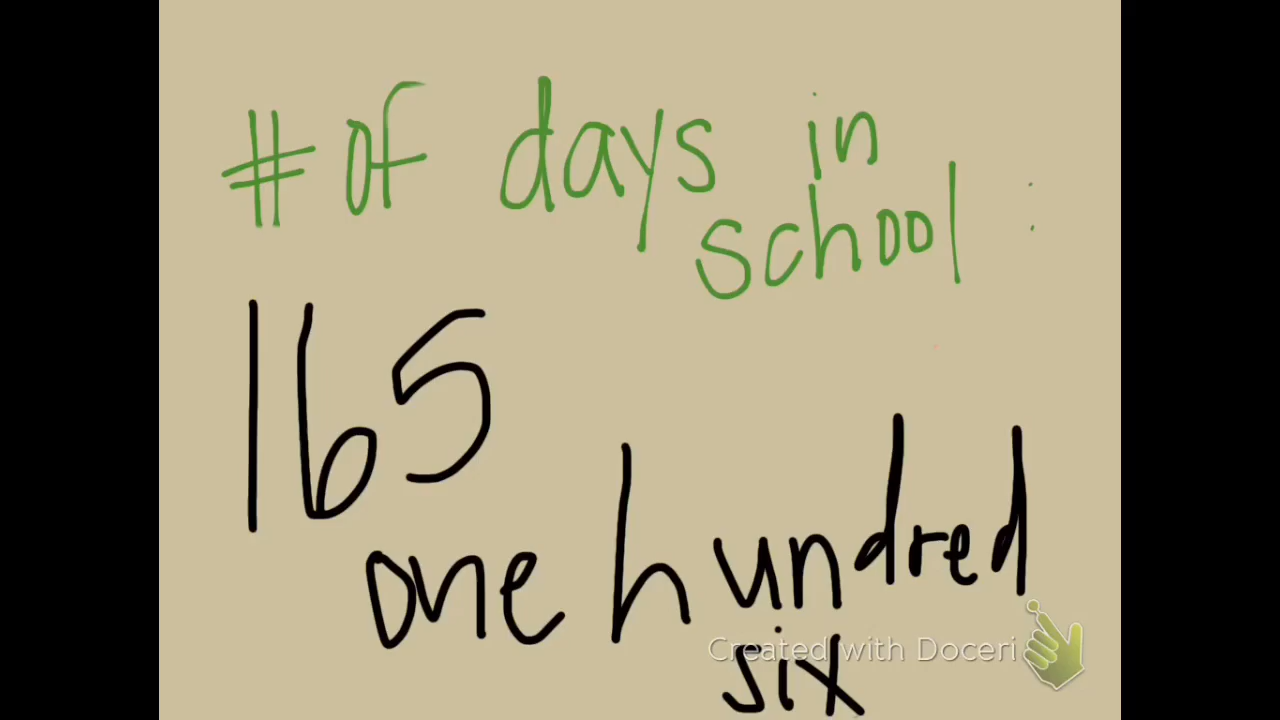 # of days in
school :
165
one hundred
six
Created with Doceri